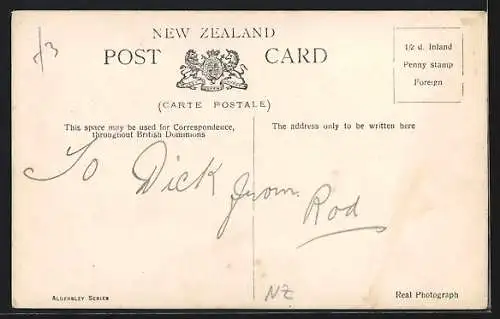 NEW ZEALAND
POST CARD
(CARTE POSTALE)
1/2 d. Inland
Penny stamp
Foreign
This space may be used for Correspondence,
throughout British Dominions
The address only to be written here
To Dick from Rod
NZ
ALDERSLEY SERIES
Real Photograph